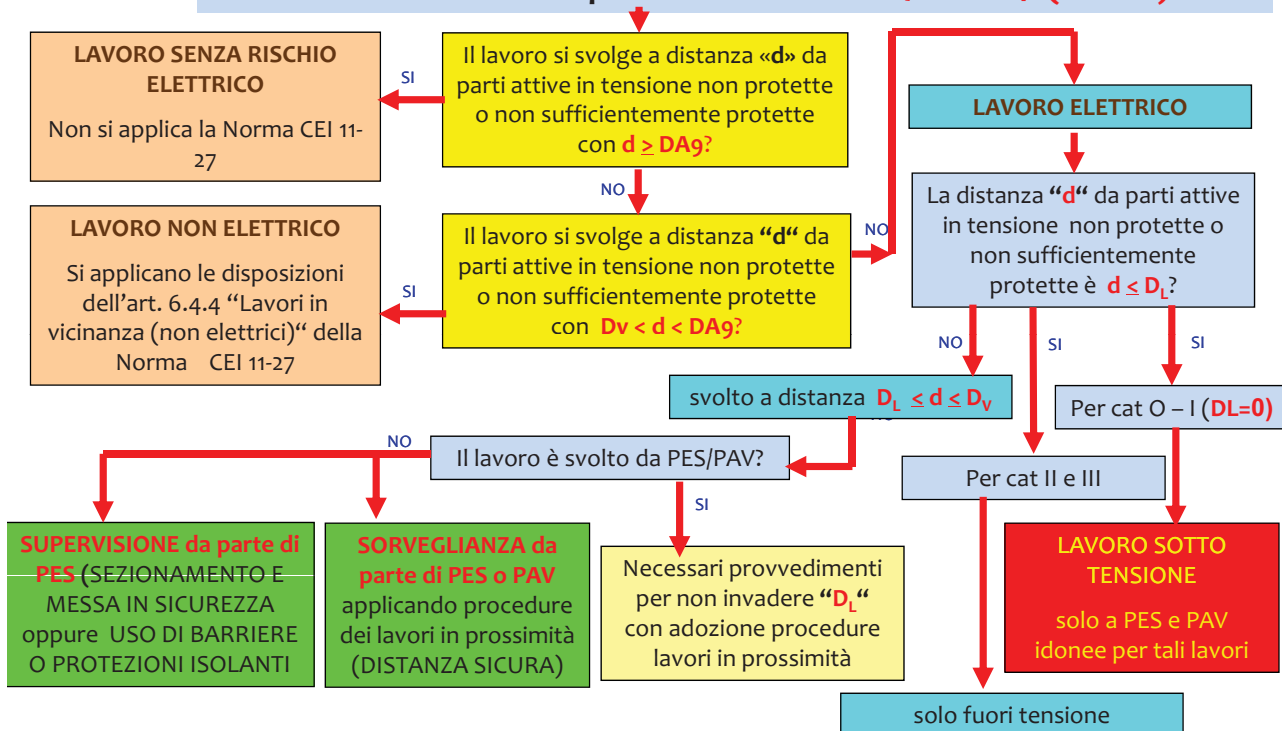 LAVORO SENZA RISCHIO
ELETTRICO
Non si applica la Norma CEI 11-
27
SI
Il lavoro si svolge a distanza «d» da
parti attive in tensione non protette
o non sufficientemente protette
con d ≥ DA9?
NO
LAVORO NON ELETTRICO
Si applicano le disposizioni
dell'art. 6.4.4 “Lavori in
vicinanza (non elettrici)“ della
Norma CEI 11-27
SI
Il lavoro si svolge a distanza “d“ da
parti attive in tensione non protette
o non sufficientemente protette
con Dv < d < DA9?
NO
LAVORO ELETTRICO
La distanza “d“ da parti attive
in tensione non protette o
non sufficientemente
protette è d ≤ DL?
NO
SI
SI
svolto a distanza DL ≤ d ≤ DV
Per cat O – I (DL=0)
Il lavoro è svolto da PES/PAV?
NO
SI
Per cat II e III
SUPERVISIONE da parte di
PES (SEZIONAMENTO E
MESSA IN SICUREZZA
oppure USO DI BARRIERE
O PROTEZIONI ISOLANTI
SORVEGLIANZA da
parte di PES o PAV
applicando procedure
dei lavori in prossimità
(DISTANZA SICURA)
Necessari provvedimenti
per non invadere “DL“
con adozione procedure
lavori in prossimità
LAVORO SOTTO
TENSIONE
solo a PES e PAV
idonee per tali lavori
solo fuori tensione